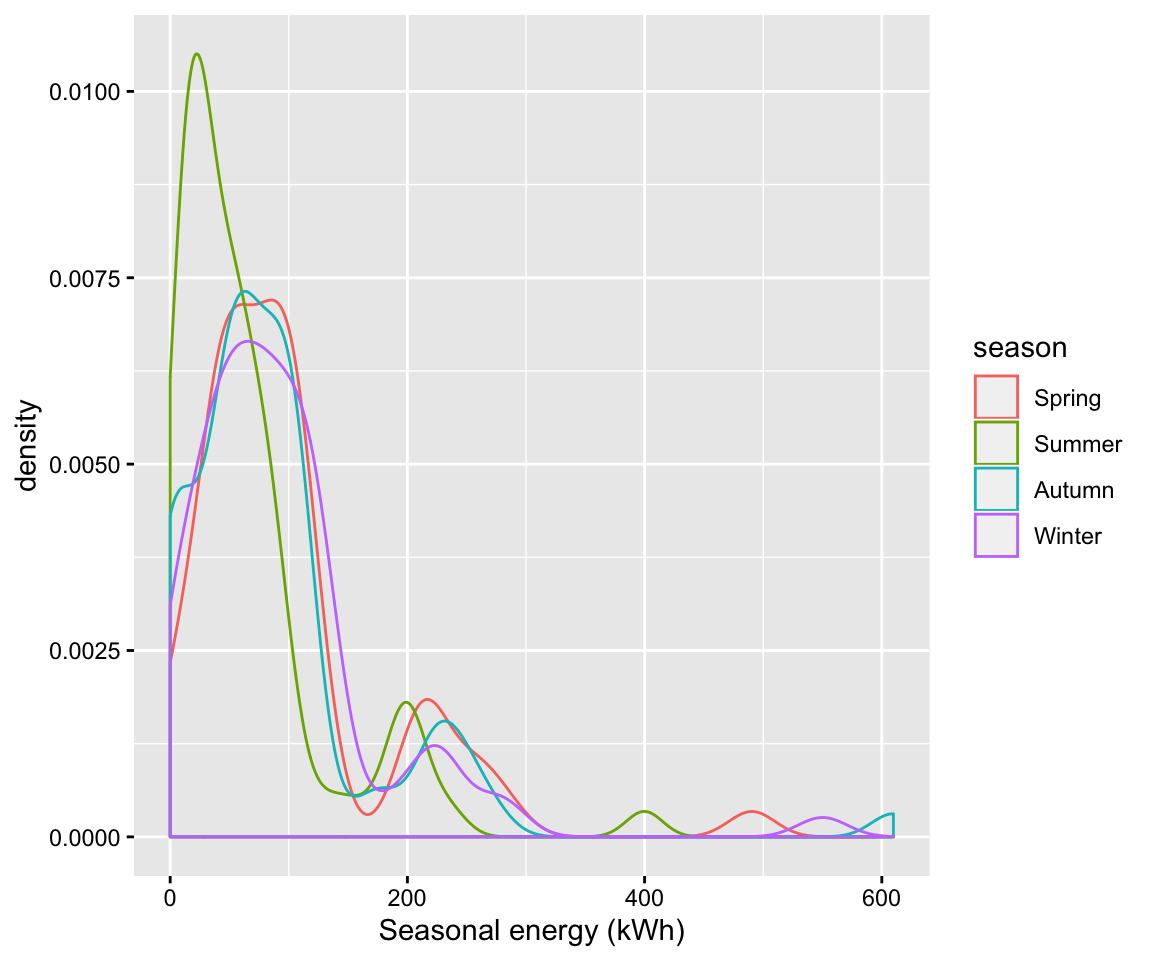 0.0100
0.0075
0.0050
0.0025
0.0000
density
0
200
400
600
Seasonal energy (kWh)
season
Spring
Summer
Autumn
Winter